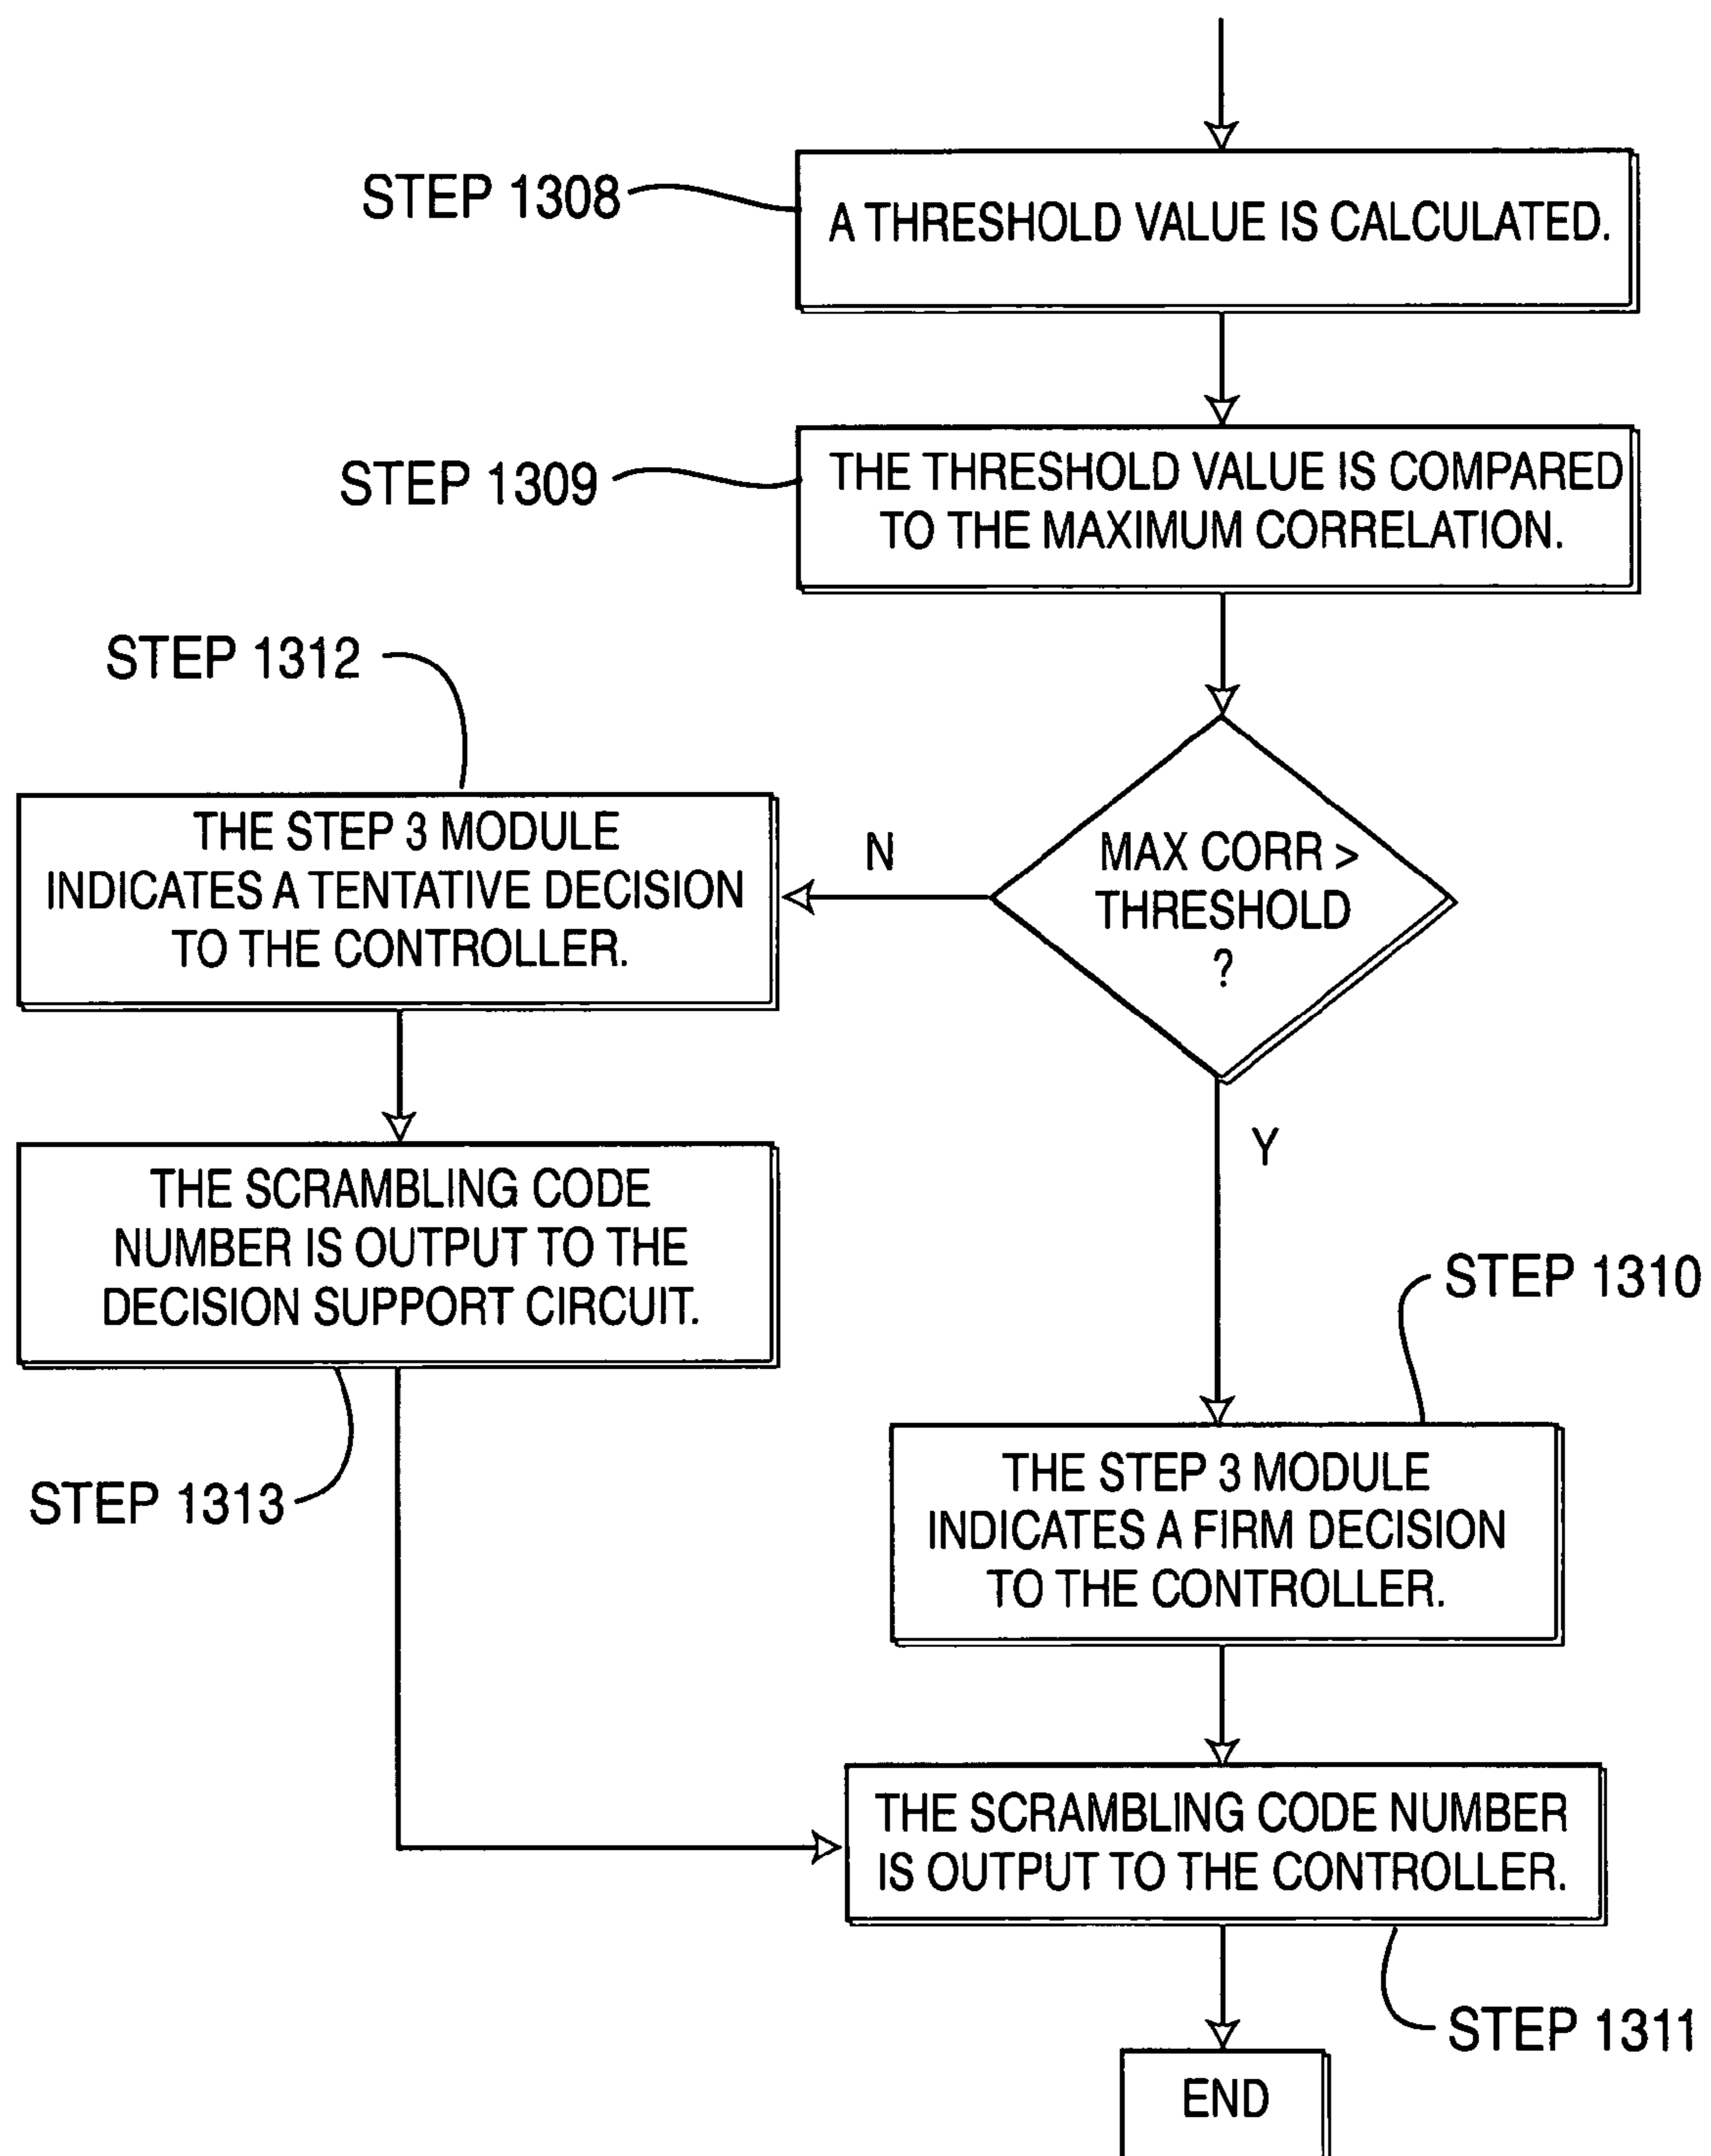 STEP 1308
A THRESHOLD VALUE IS CALCULATED.
STEP 1309
THE THRESHOLD VALUE IS COMPARED
TO THE MAXIMUM CORRELATION.
STEP 1312
THE STEP 3 MODULE
INDICATES A TENTATIVE DECISION
TO THE CONTROLLER.
N
MAX CORR >
THRESHOLD
?
Y
THE SCRAMBLING CODE
NUMBER IS OUTPUT TO THE
DECISION SUPPORT CIRCUIT.
STEP 1313
STEP 1310
THE STEP 3 MODULE
INDICATES A FIRM DECISION
TO THE CONTROLLER.
THE SCRAMBLING CODE NUMBER
IS OUTPUT TO THE CONTROLLER.
STEP 1311
END